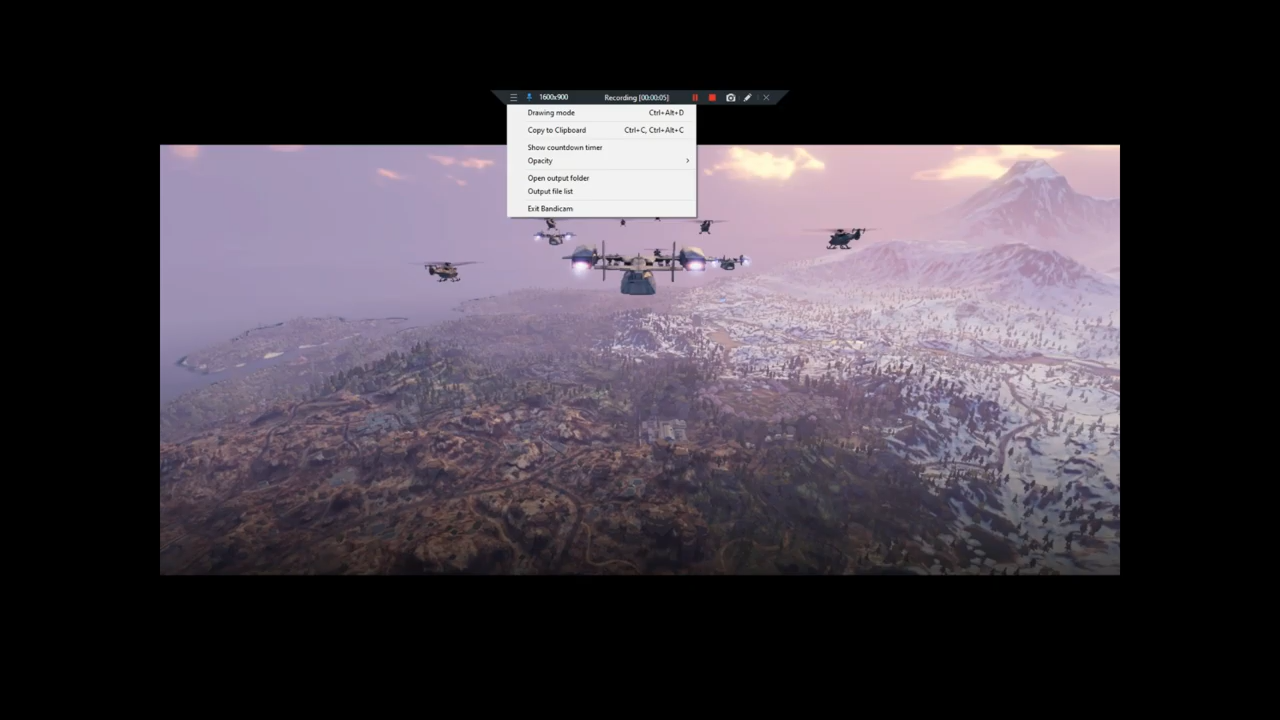 1600x900 Recording [00:00:05]
Drawing mode Ctrl+Alt+D
Copy to Clipboard Ctrl+C, Ctrl+Alt+C
Show countdown timer
Opacity
Open output folder
Output file list
Exit Bandicam